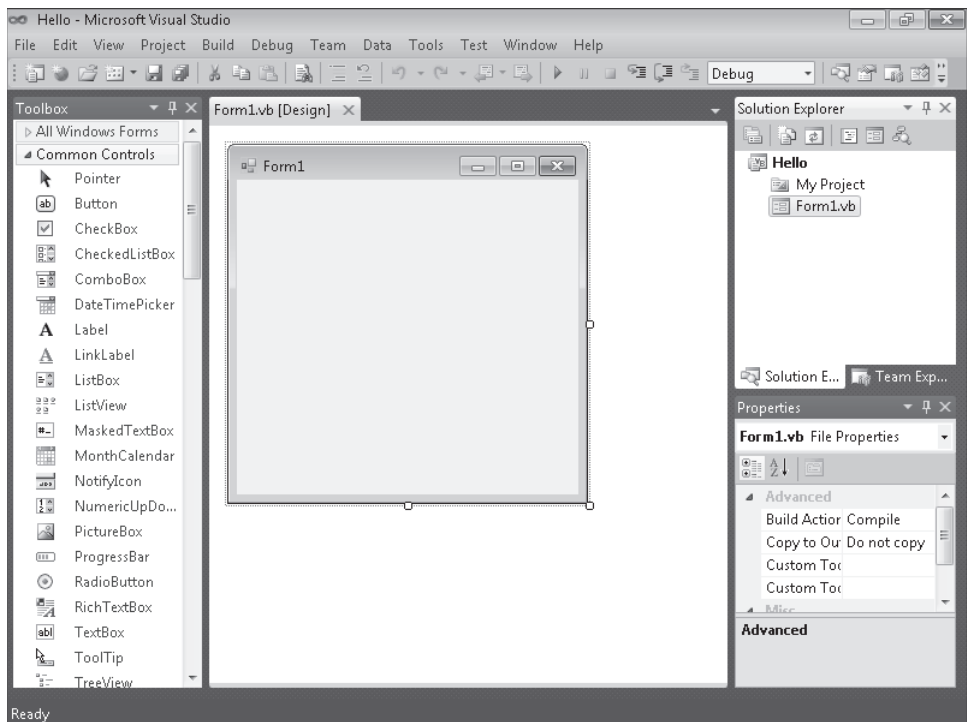 Hello - Microsoft Visual Studio
File Edit View Project Build Debug Team Data Tools Test Window Help
Debug
Toolbox
All Windows Forms
Common Controls
Pointer
Button
CheckBox
CheckedListBox
ComboBox
DateTimePicker
Label
LinkLabel
ListBox
ListView
MaskedTextBox
MonthCalendar
NotifyIcon
NumericUpDo...
PictureBox
ProgressBar
RadioButton
RichTextBox
TextBox
ToolTip
TreeView
Form1.vb [Design]
Form1
Solution Explorer
Hello
My Project
Form1.vb
Solution E... Team Exp...
Properties
Form1.vb File Properties
Advanced
Build Action Compile
Copy to Ou Do not copy
Custom Too
Custom Too
Misc
Advanced
Ready